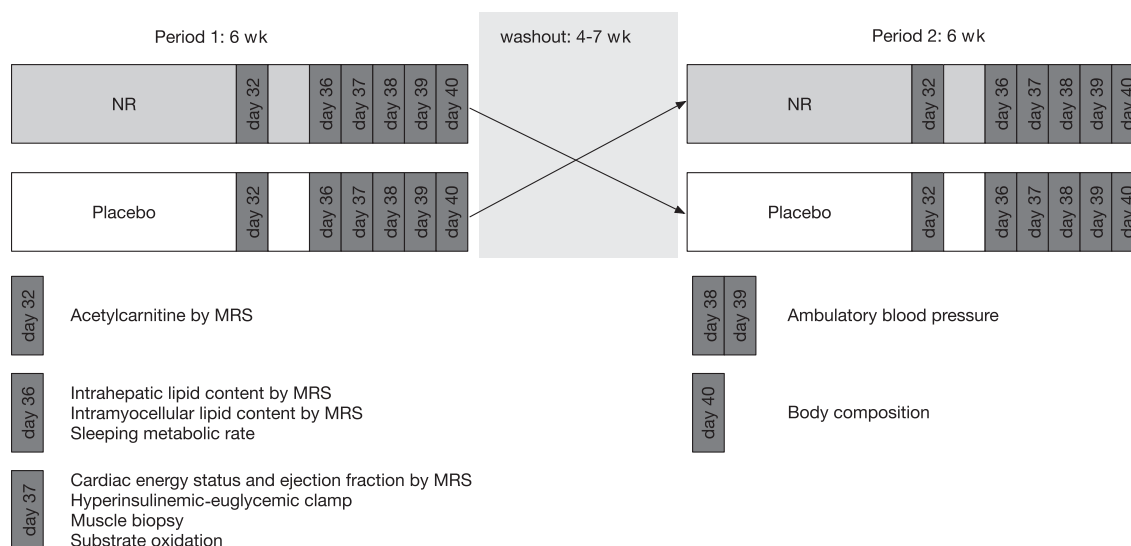 Period 1: 6 wk
washout: 4-7 wk
Period 2: 6 wk
NR
day 32
day 36
day 37
day 38
day 39
day 40
NR
day 32
day 36
day 37
day 38
day 39
day 40
Placebo
day 32
day 36
day 37
day 38
day 39
day 40
Placebo
day 32
day 36
day 37
day 38
day 39
day 40
day 32
Acetylcarnitine by MRS
day 38
day 39
Ambulatory blood pressure
day 36
Intrahepatic lipid content by MRS
Intramyocellular lipid content by MRS
Sleeping metabolic rate
day 40
Body composition
day 37
Cardiac energy status and ejection fraction by MRS
Hyperinsulinemic-euglycemic clamp
Muscle biopsy
Substrate oxidation